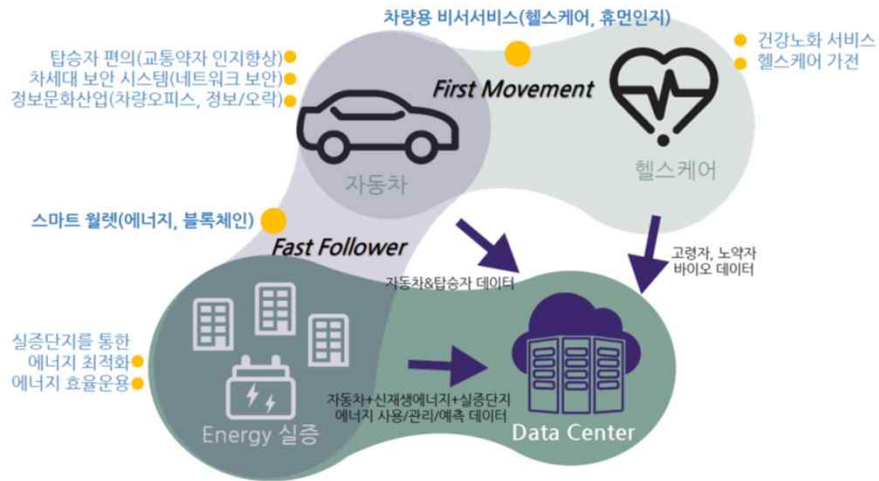 차량용 비서서비스(헬스케어, 휴먼인지)
탑승자 편의(교통약자 인지향상)
차세대 보안 시스템(네트워크 보안)
정보문화산업(차량오피스, 정보/오락)
First Movement
건강노화 서비스
헬스케어 가전
자동차
헬스케어
스마트 월렛(에너지, 블록체인)
Fast Follower
고령자, 노약자
바이오 데이터
자동차&탑승자 데이터
실증단지를 통한
에너지 최적화
에너지 효율운용
자동차+신재생에너지+실증단지
에너지 사용/관리/예측 데이터
Energy 실증
Data Center